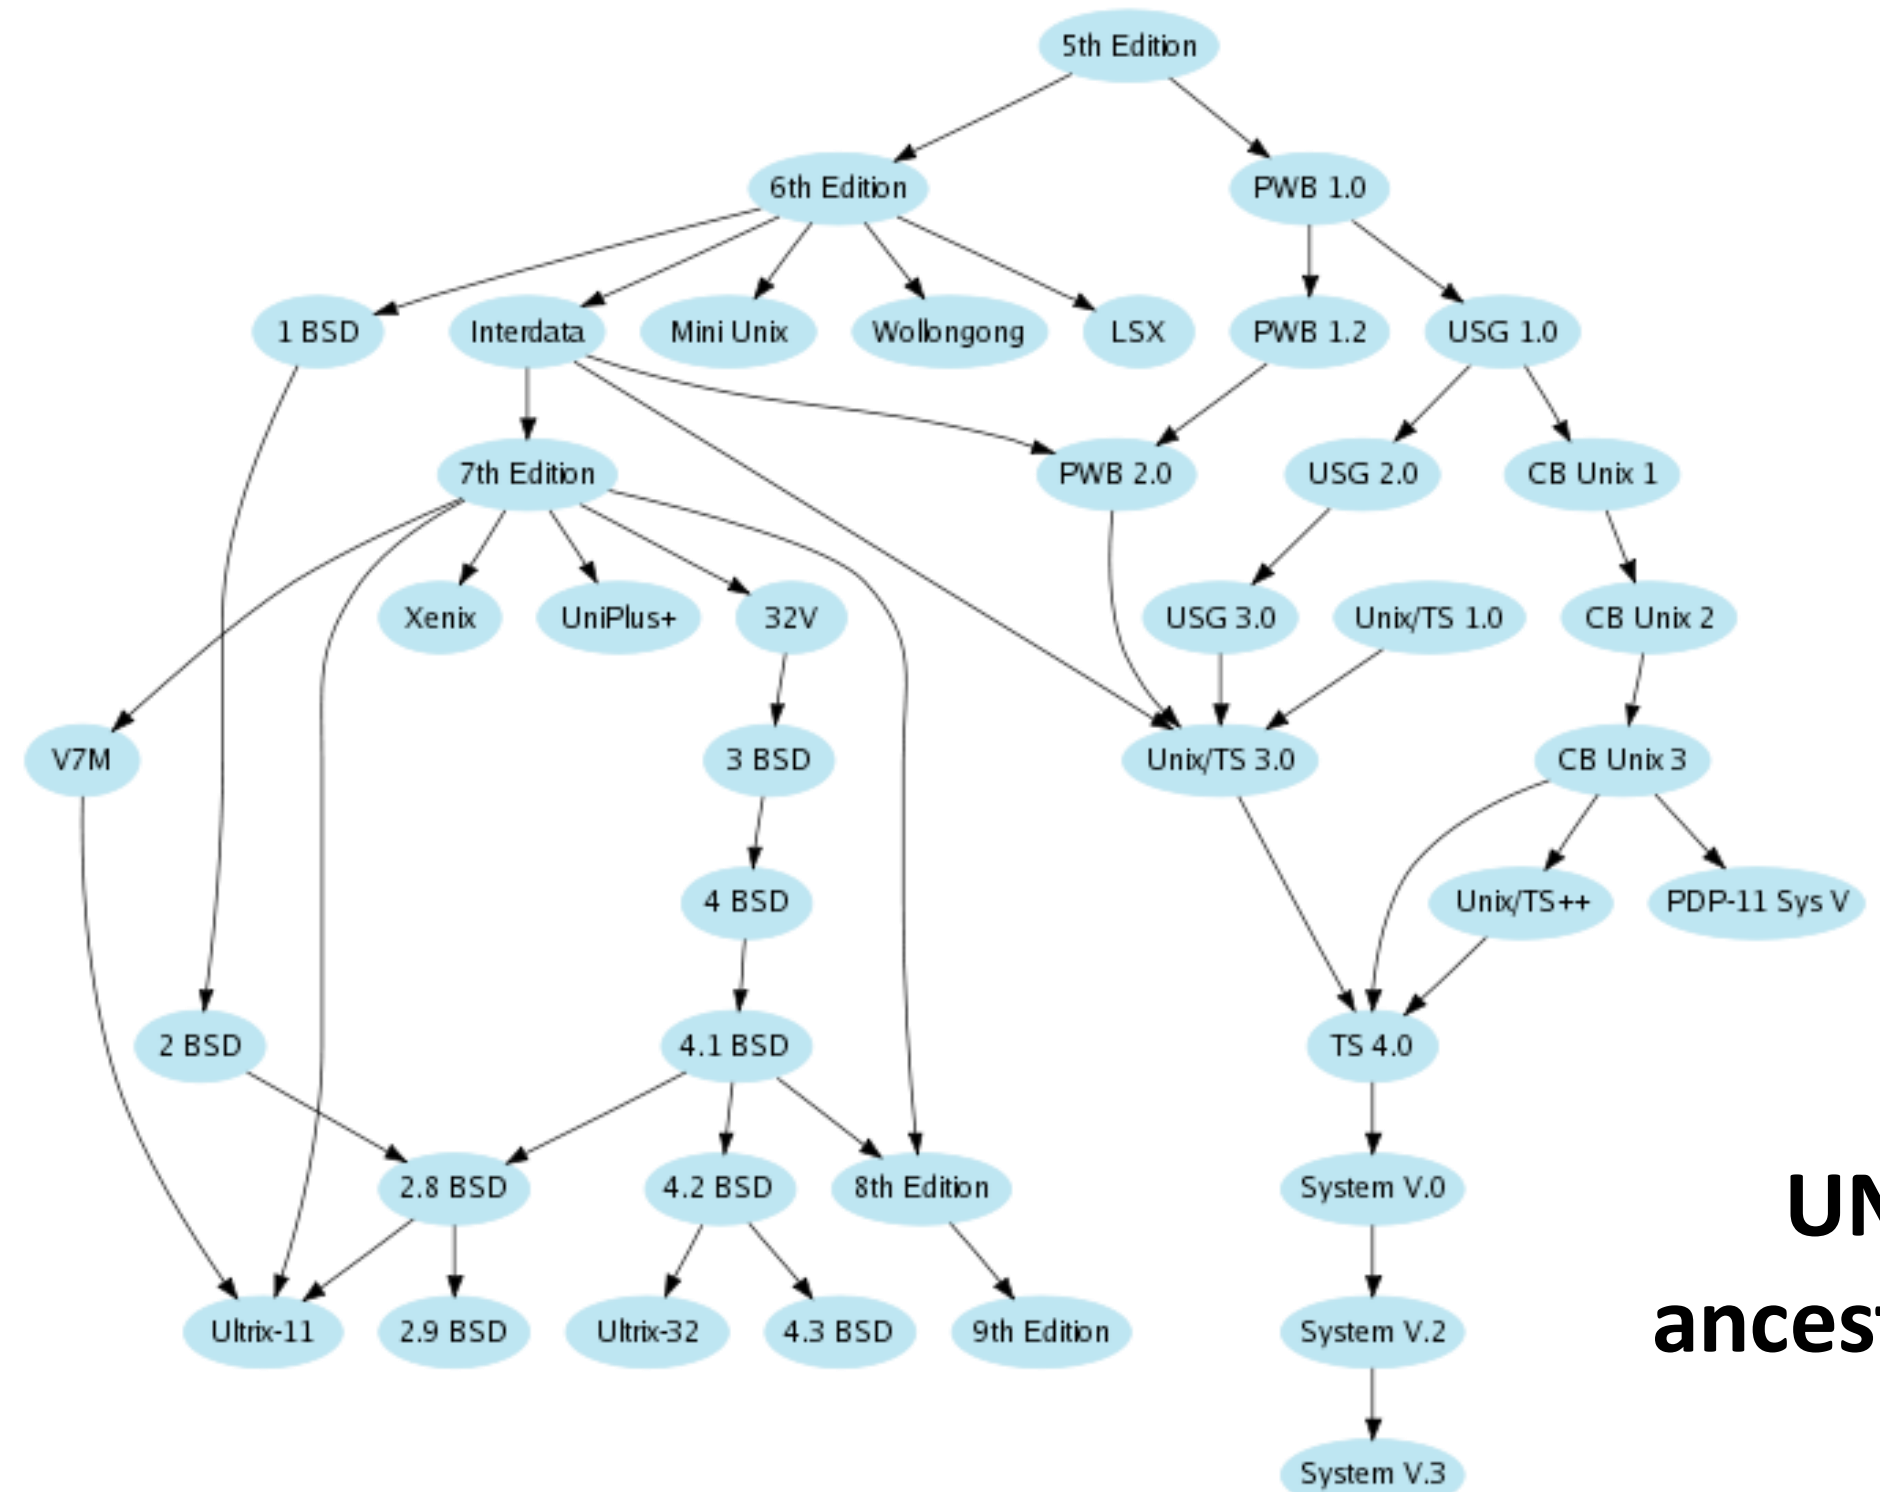 5th Edition
6th Edition
PWB 1.0
1 BSD
Interdata
Mini Unix
Wollongong
LSX
PWB 1.2
USG 1.0
7th Edition
PWB 2.0
USG 2.0
CB Unix 1
Xenix
UniPlus+
32V
USG 3.0
Unix/TS 1.0
CB Unix 2
V7M
3 BSD
Unix/TS 3.0
CB Unix 3
4 BSD
Unix/TS++
PDP-11 Sys V
2 BSD
4.1 BSD
TS 4.0
2.8 BSD
4.2 BSD
8th Edition
System V.0
UN
Ultrix-11
2.9 BSD
Ultrix-32
4.3 BSD
9th Edition
System V.2
ances
System V.3